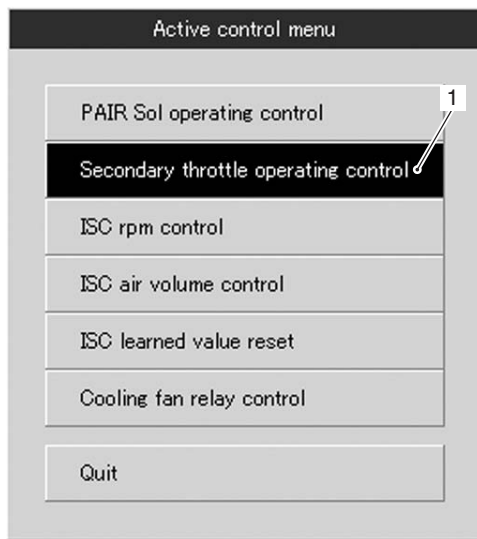 Active control menu
PAIR Sol operating control
1
Secondary throttle operating control
ISC rpm control
ISC air volume control
ISC learned value reset
Cooling fan relay control
Quit